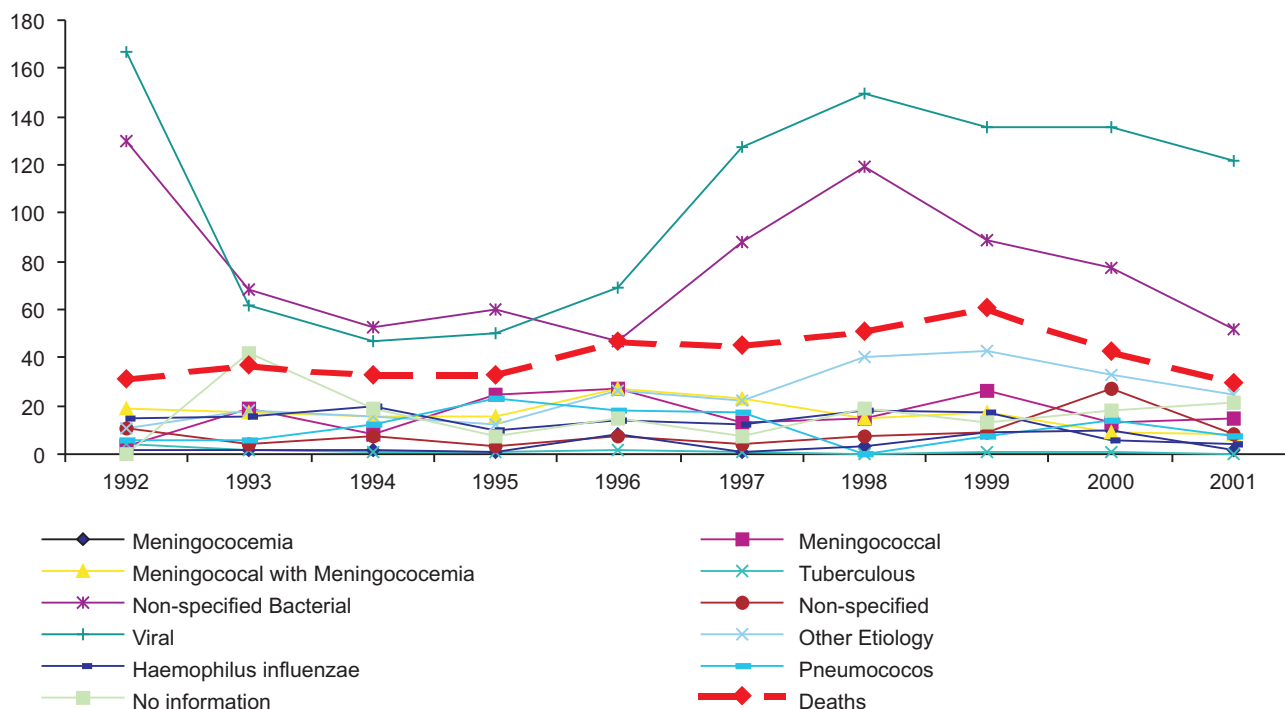 180
160
140
120
100
80
60
40
20
0
1992 1993 1994 1995 1996 1997 1998 1999 2000 2001
Meningococemia
Meningococal with Meningococemia
Non-specified Bacterial
Viral
Haemophilus influenzae
No information
Meningococcal
Tuberculous
Non-specified
Other Etiology
Pneumococos
Deaths